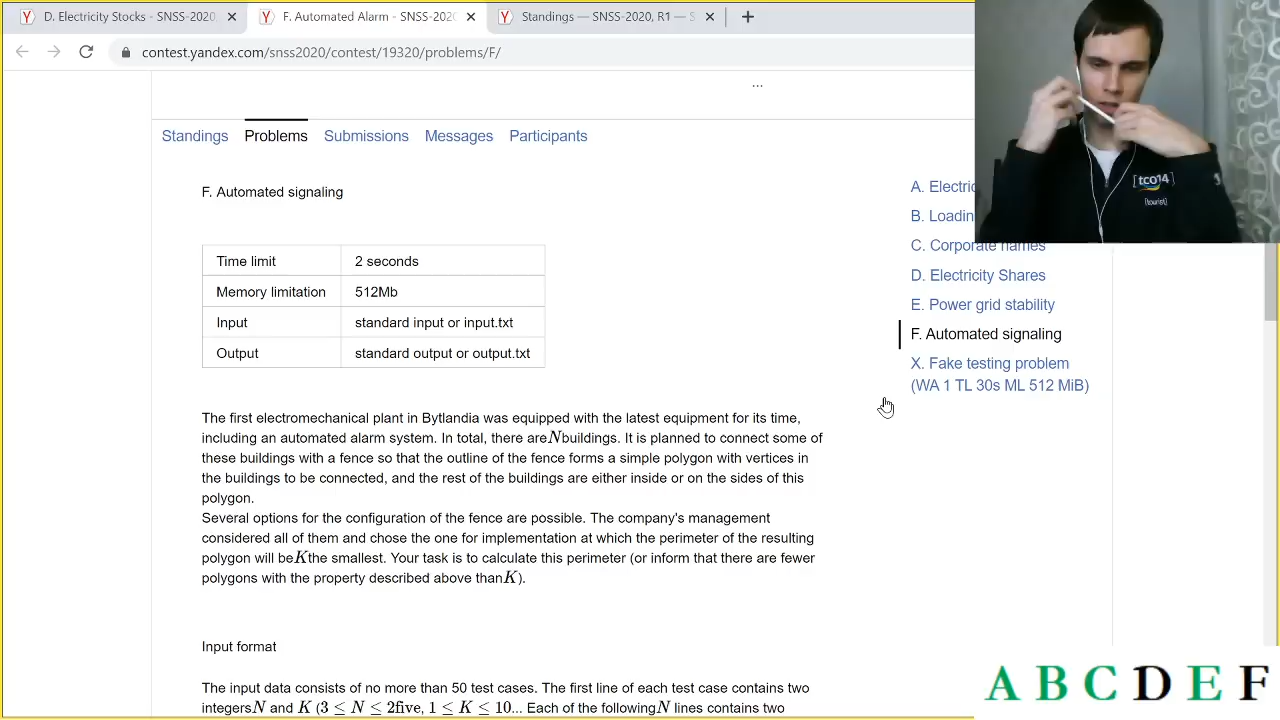 D. Electricity Stocks - SNSS-2020,
F. Automated Alarm - SNSS-202
Standings — SNSS-2020, R1 — S
contest.yandex.com/snss2020/contest/19320/problems/F/
...
Standings Problems Submissions Messages Participants
F. Automated signaling
Time limit 2 seconds
Memory limitation 512Mb
Input standard input or input.txt
Output standard output or output.txt
The first electromechanical plant in Bytlandia was equipped with the latest equipment for its time,
including an automated alarm system. In total, there areNbuildings. It is planned to connect some of
these buildings with a fence so that the outline of the fence forms a simple polygon with vertices in
the buildings to be connected, and the rest of the buildings are either inside or on the sides of this
polygon.
Several options for the configuration of the fence are possible. The company's management
considered all of them and chose the one for implementation at which the perimeter of the resulting
polygon will beKthe smallest. Your task is to calculate this perimeter (or inform that there are fewer
polygons with the property described above thanK).
Input format
The input data consists of no more than 50 test cases. The first line of each test case contains two
integersN and K (3 ≤ N ≤ 2five, 1 ≤ K ≤ 10... Each of the followingN lines contains two
A. Electric
B. Loadin
C. Corporate names
D. Electricity Shares
E. Power grid stability
F. Automated signaling
X. Fake testing problem
(WA 1 TL 30s ML 512 MiB)
[tco14]
[tourist]
A B C D E F